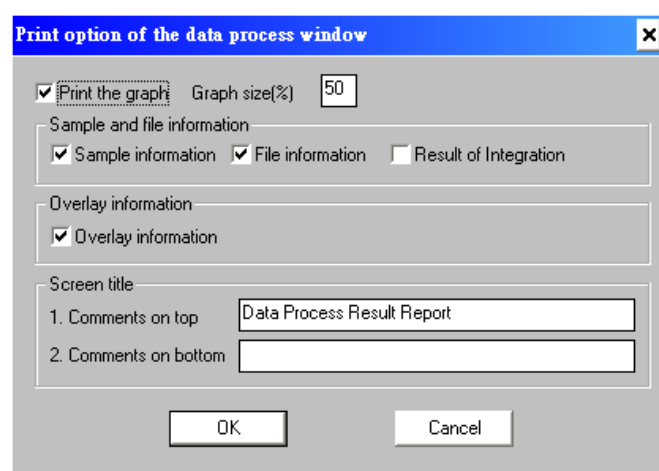 Print option of the data process window
Print the graph Graph size(%) 50
Sample and file information
Sample information File information Result of Integration
Overlay information
Overlay information
Screen title
1. Comments on top Data Process Result Report
2. Comments on bottom
OK Cancel